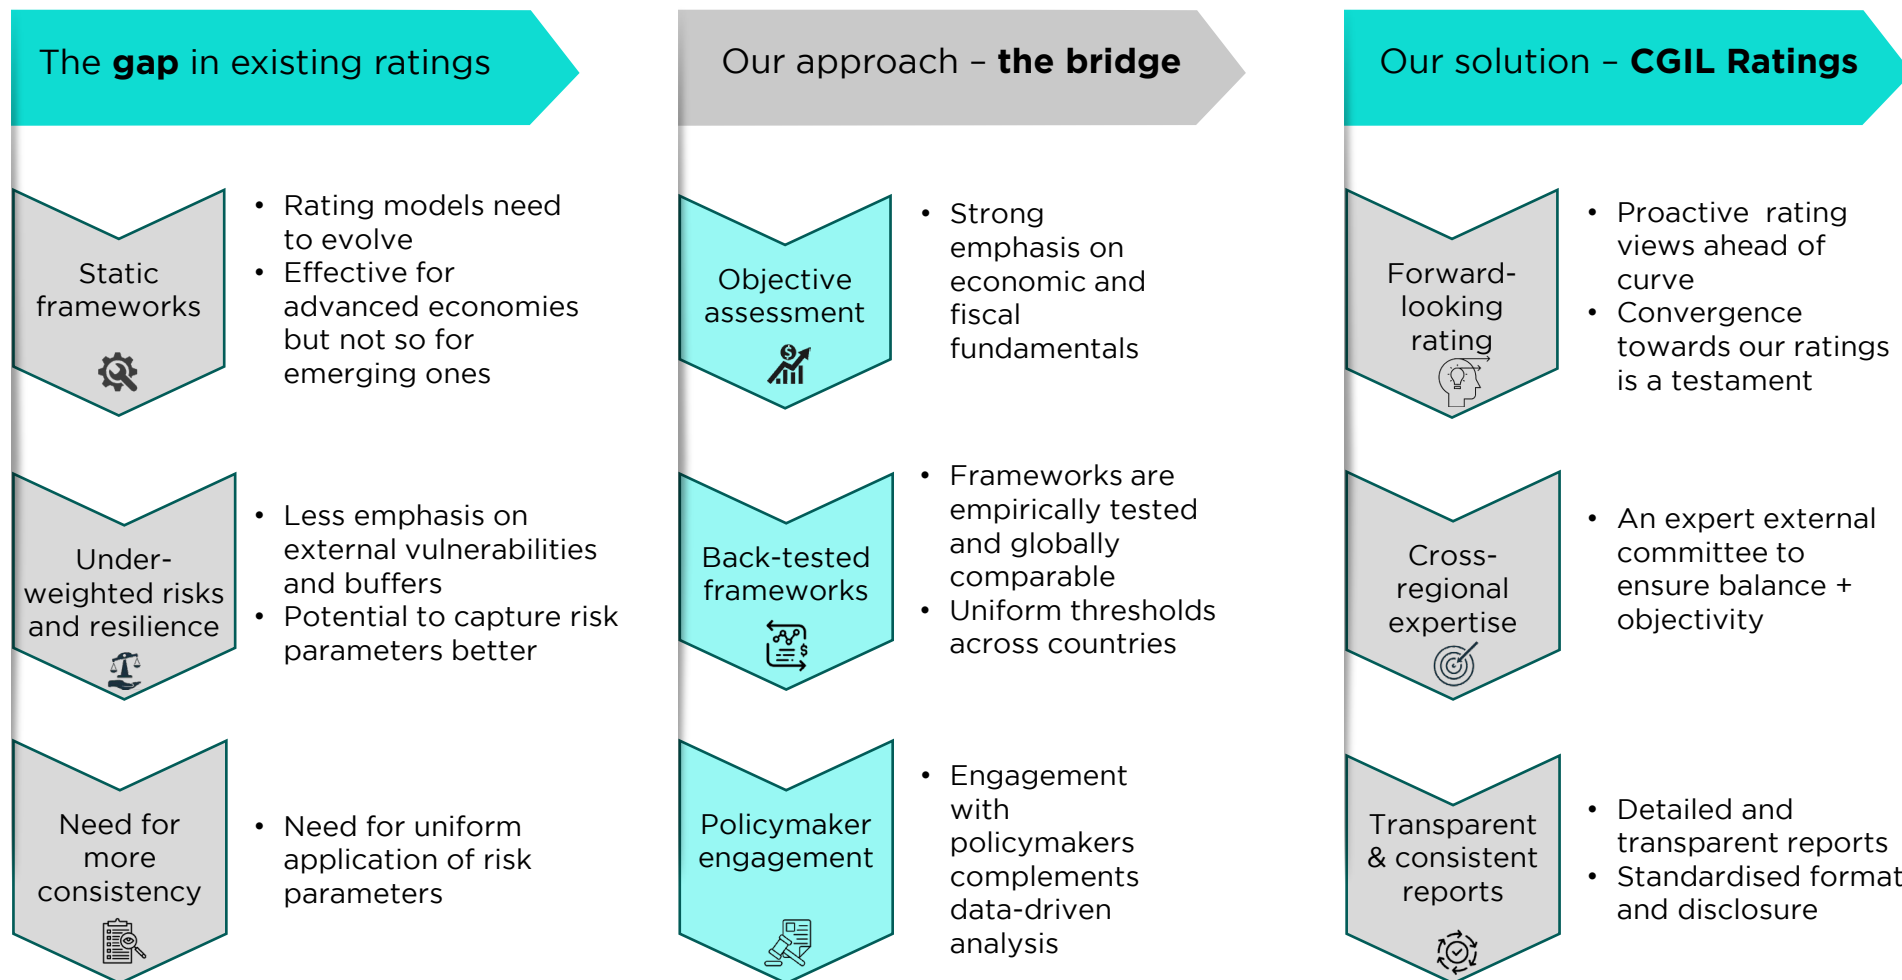 The gap in existing ratings
Static
frameworks
• Rating models need
to evolve
• Effective for
advanced economies
but not so for
emerging ones
Under-
weighted risks
and resilience
• Less emphasis on
external vulnerabilities
and buffers
• Potential to capture risk
parameters better
Need for
more
consistency
• Need for uniform
application of risk
parameters
Our approach – the bridge
Objective
assessment
• Strong
emphasis on
economic and
fiscal
fundamentals
Back-tested
frameworks
• Frameworks are
empirically tested
and globally
comparable
• Uniform thresholds
across countries
Policymaker
engagement
• Engagement
with
policymakers
complements
data-driven
analysis
Our solution – CGIL Ratings
Forward-
looking
rating
• Proactive rating
views ahead of
curve
• Convergence
towards our ratings
is a testament
Cross-
regional
expertise
• An expert external
committee to
ensure balance +
objectivity
Transparent
& consistent
reports
• Detailed and
transparent reports
• Standardised format
and disclosure